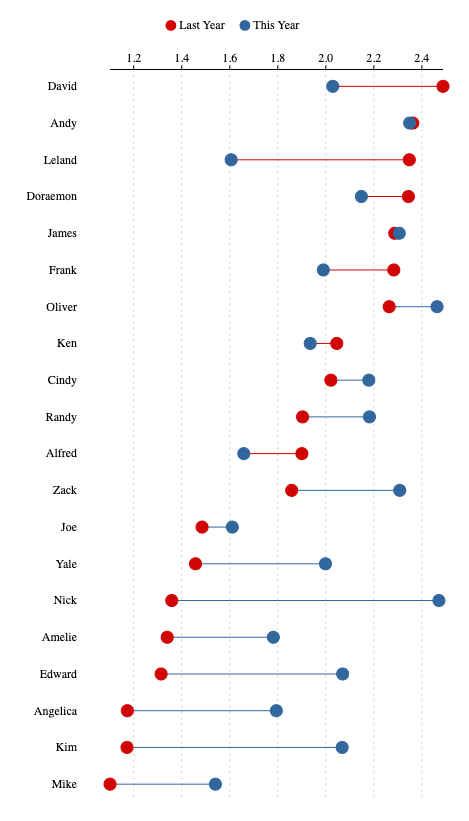 Last Year This Year
1.2 1.4 1.6 1.8 2.0 2.2 2.4
David
Andy
Leland
Doraemon
James
Frank
Oliver
Ken
Cindy
Randy
Alfred
Zack
Joe
Yale
Nick
Amelie
Edward
Angelica
Kim
Mike